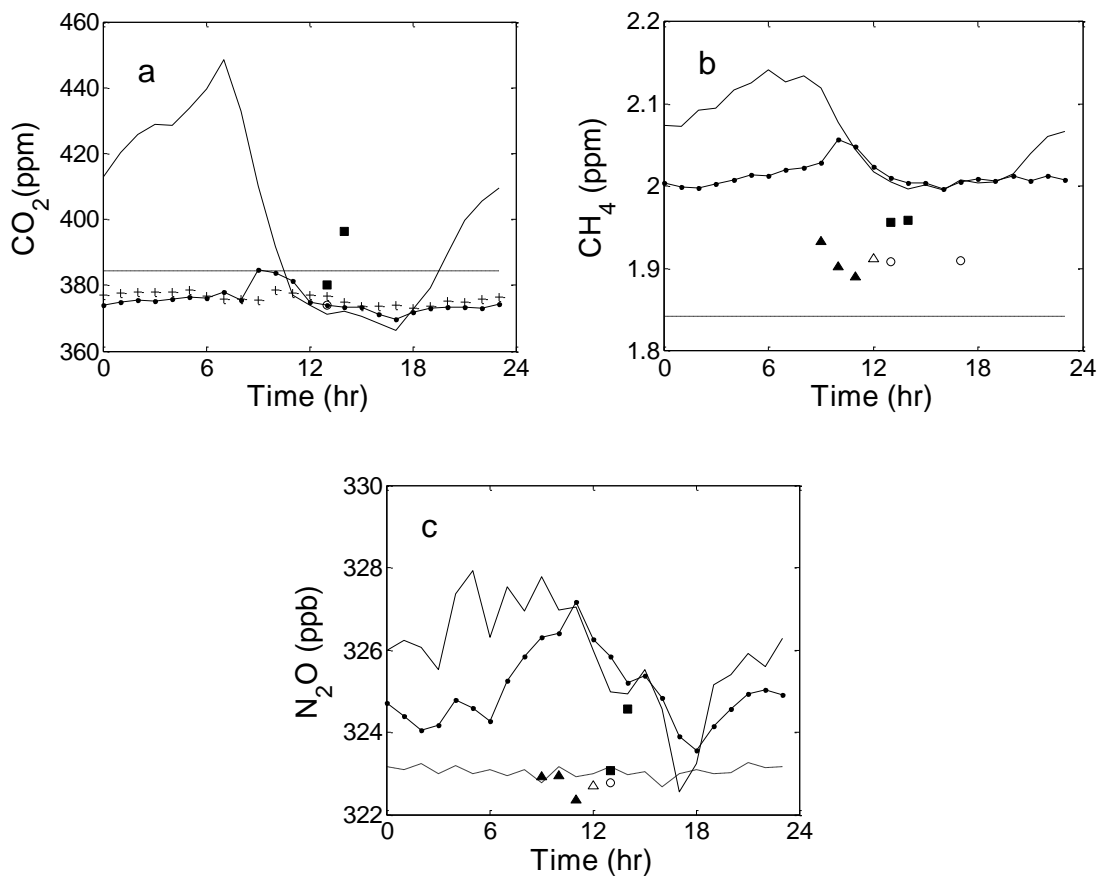 a
CO2(ppm)
460
440
420
400
380
360
0 6 12 18 24
Time (hr)
b
CH4 (ppm)
2.2
2.1
2
1.9
1.8
0 6 12 18 24
Time (hr)
c
N2O (ppb)
330
328
326
324
322
0 6 12 18 24
Time (hr)